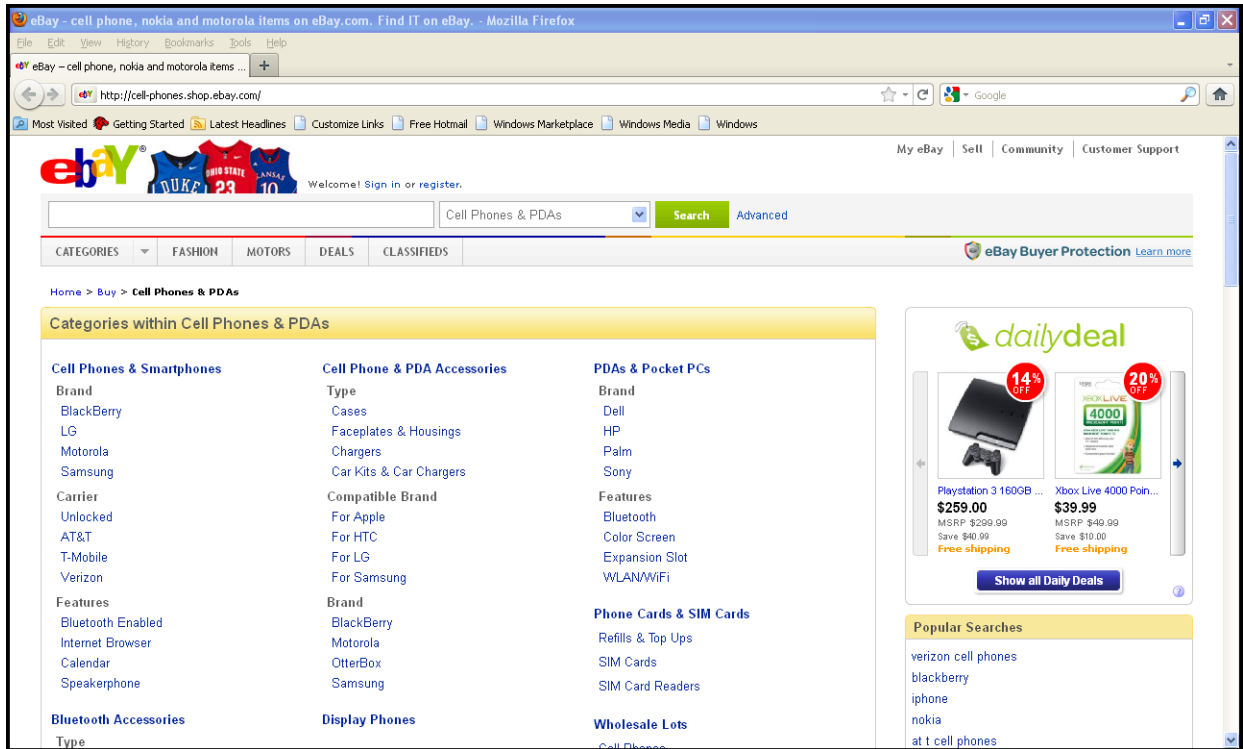 eBay - cell phone, nokia and motorola items on eBay.com. Find IT on eBay. - Mozilla Firefox
File Edit View History Bookmarks Tools Help
eBay – cell phone, nokia and motorola items ...
http://cell-phones.shop.ebay.com/
Google
Most Visited Getting Started Latest Headlines Customize Links Free Hotmail Windows Marketplace Windows Media Windows
ebY
DUKE OHIO STATE 23 KANSAS 10
Welcome! Sign in or register.
My eBay Sell Community Customer Support
Cell Phones & PDAs Search Advanced
CATEGORIES FASHION MOTORS DEALS CLASSIFIEDS
eBay Buyer Protection Learn more
Home > Buy > Cell Phones & PDAs
Categories within Cell Phones & PDAs
Cell Phones & Smartphones
Brand
BlackBerry
LG
Motorola
Samsung
Carrier
Unlocked
AT&T
T-Mobile
Verizon
Features
Bluetooth Enabled
Internet Browser
Calendar
Speakerphone
Bluetooth Accessories
Type
Cell Phone & PDA Accessories
Type
Cases
Faceplates & Housings
Chargers
Car Kits & Car Chargers
Compatible Brand
For Apple
For HTC
For LG
For Samsung
Brand
BlackBerry
Motorola
OtterBox
Samsung
Display Phones
PDAs & Pocket PCs
Brand
Dell
HP
Palm
Sony
Features
Bluetooth
Color Screen
Expansion Slot
WLAN/WiFi
Phone Cards & SIM Cards
Refills & Top Ups
SIM Cards
SIM Card Readers
Wholesale Lots
Cell Phones
dailydeal
14% OFF
Playstation 3 160GB ...
$259.00
MSRP $299.99
Save $40.99
Free shipping
20% OFF
XBOX LIVE
4000
Xbox Live 4000 Poin...
$39.99
MSRP $49.99
Save $10.00
Free shipping
Show all Daily Deals
Popular Searches
verizon cell phones
blackberry
iphone
nokia
at t cell phones